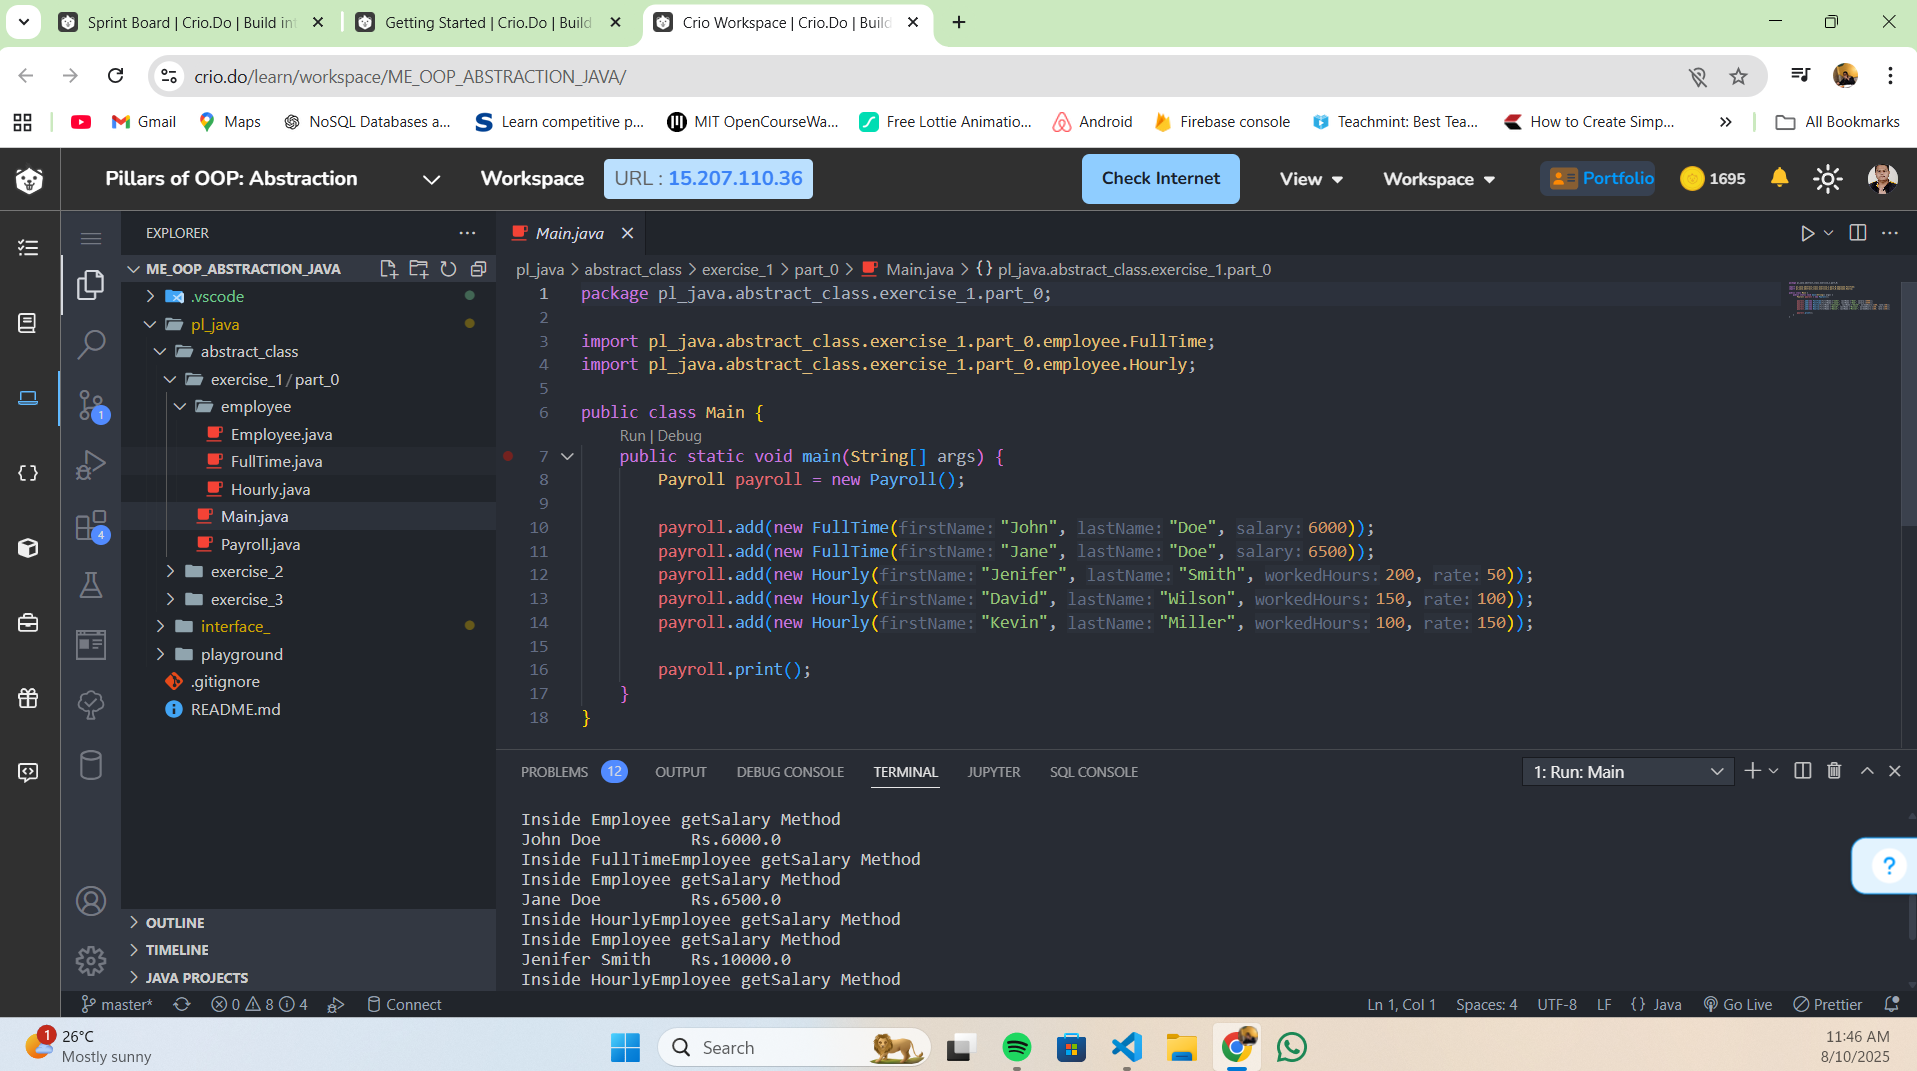 Sprint Board | Crio.Do | Build in
Getting Started | Crio.Do | Build
Crio Workspace | Crio.Do | Build
crio.do/learn/workspace/ME_OOP_ABSTRACTION_JAVA/
Gmail
Maps
NoSQL Databases a...
Learn competitive p...
MIT OpenCourseWa...
Free Lottie Animatio...
Android
Firebase console
Teachmint: Best Tea...
How to Create Simp...
All Bookmarks
Pillars of OOP: Abstraction
Workspace
URL : 15.207.110.36
Check Internet
View
Workspace
Portfolio
1695
EXPLORER
Main.java
ME_OOP_ABSTRACTION_JAVA
pl_java > abstract_class > exercise_1 > part_0 > Main.java > {} pl_java.abstract_class.exercise_1.part_0
.vscode
pl_java
abstract_class
exercise_1 / part_0
employee
Employee.java
FullTime.java
Hourly.java
Main.java
Payroll.java
exercise_2
exercise_3
interface_
playground
.gitignore
README.md
1
4
OUTLINE
TIMELINE
JAVA PROJECTS
1 package pl_java.abstract_class.exercise_1.part_0;
2
3 import pl_java.abstract_class.exercise_1.part_0.employee.FullTime;
4 import pl_java.abstract_class.exercise_1.part_0.employee.Hourly;
5
6 public class Main {
Run | Debug
7 public static void main(String[] args) {
8 Payroll payroll = new Payroll();
9
10 payroll.add(new FullTime(firstName: "John", lastName: "Doe", salary: 6000));
11 payroll.add(new FullTime(firstName: "Jane", lastName: "Doe", salary: 6500));
12 payroll.add(new Hourly(firstName: "Jenifer", lastName: "Smith", workedHours: 200, rate: 50));
13 payroll.add(new Hourly(firstName: "David", lastName: "Wilson", workedHours: 150, rate: 100));
14 payroll.add(new Hourly(firstName: "Kevin", lastName: "Miller", workedHours: 100, rate: 150));
15
16 payroll.print();
17 }
18 }
PROBLEMS 12 OUTPUT DEBUG CONSOLE TERMINAL JUPYTER SQL CONSOLE
1: Run: Main
Inside Employee getSalary Method
John Doe Rs.6000.0
Inside FullTimeEmployee getSalary Method
Inside Employee getSalary Method
Jane Doe Rs.6500.0
Inside HourlyEmployee getSalary Method
Inside Employee getSalary Method
Jenifer Smith Rs.10000.0
Inside HourlyEmployee getSalary Method
?
master* 0 8 4 Connect
Ln 1, Col 1 Spaces: 4 UTF-8 LF {} Java Go Live Prettier
1
26°C
Mostly sunny
Search
11:46 AM
8/10/2025